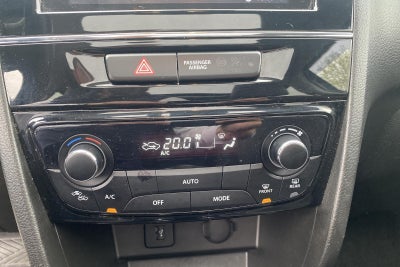 PASSENGER
AIRBAG
20.0
A/C
AUTO
A/C
OFF
MODE
FRONT
REAR